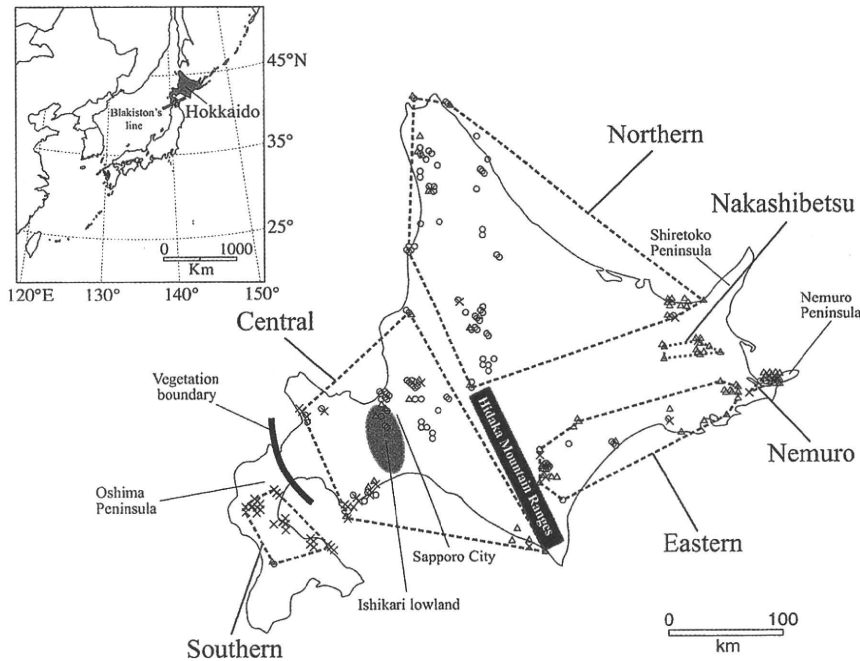 45°N
Blakiston's
line
Hokkaido
35°
25°
0 1000
Km
120°E 130° 140° 150°
Northern
Nakashibetsu
Shiretoko
Peninsula
Nemuro
Peninsula
Central
Vegetation
boundary
Hidaka Mountain Ranges
Nemuro
Oshima
Peninsula
Eastern
Sapporo City
Ishikari lowland
Southern
0 100
km